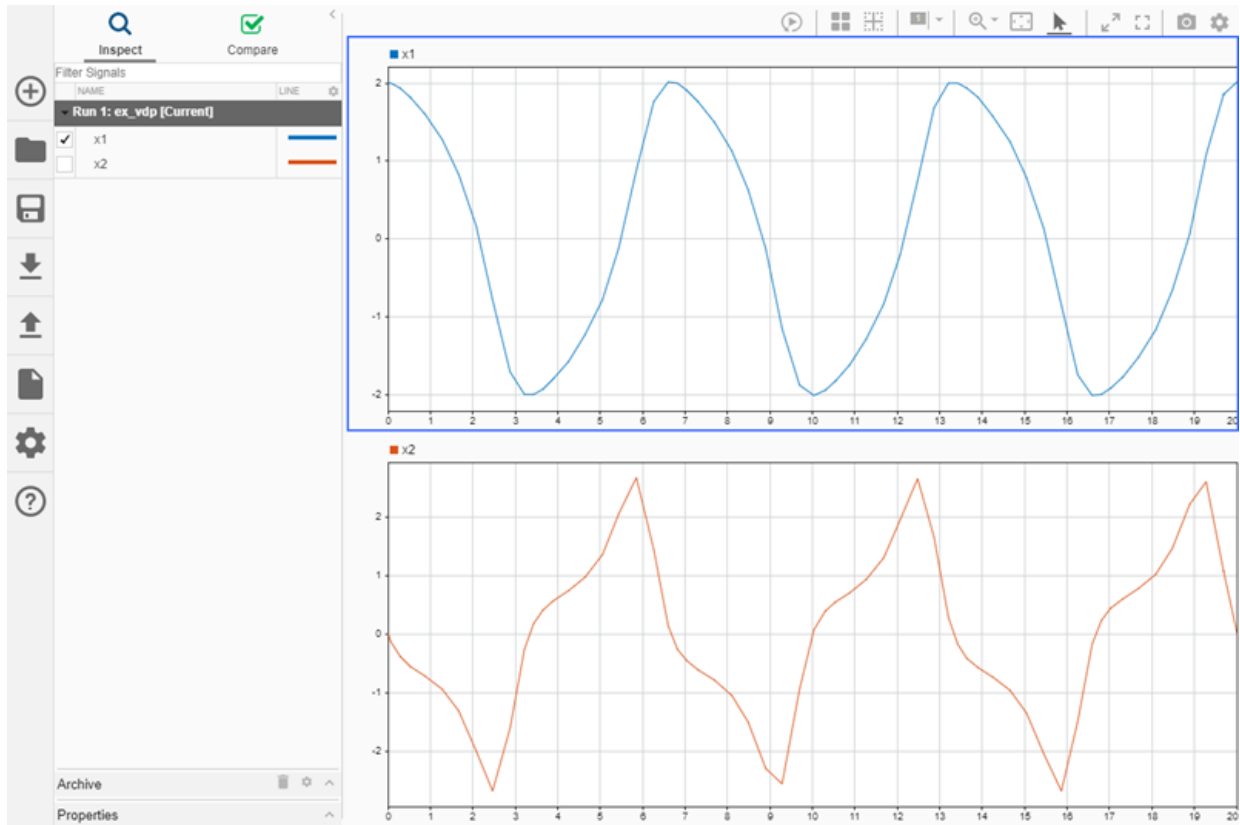 Inspect Compare
Filter Signals
NAME LINE
Run 1: ex_vdp [Current]
x1
x2
Archive
Properties
1
x1
2
1
0
-1
-2
0 1 2 3 4 5 6 7 8 9 10 11 12 13 14 15 16 17 18 19 20
x2
2
1
0
-1
-2
0 1 2 3 4 5 6 7 8 9 10 11 12 13 14 15 16 17 18 19 20